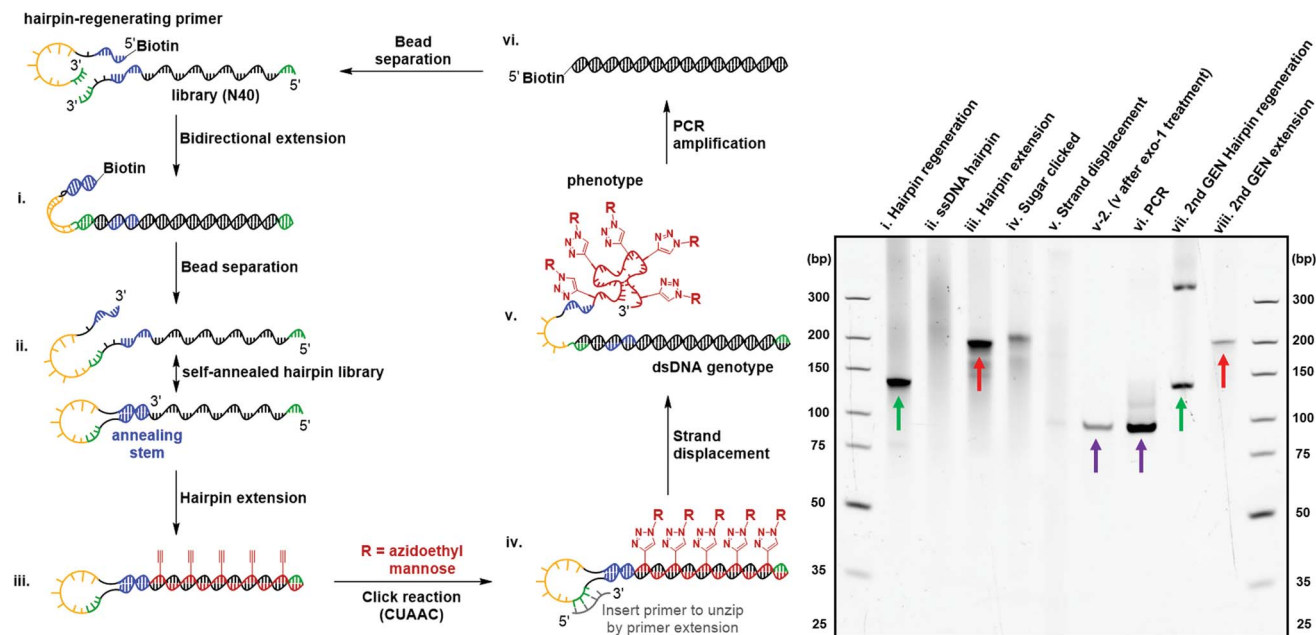 hairpin-regenerating primer
5'
Biotin
3'
library (N40)
3'
5'
Bidirectional extension
i.
Biotin
Bead separation
ii.
3'
5'
self-annealed hairpin library
3'
5'
annealing
stem
Hairpin extension
iii.
R = azidoethyl
mannose
Click reaction
(CUAAC)
iv.
R R R R R
N N N N N
N N N N N
N N N N N
5'
3'
Insert primer to unzip
by primer extension
Strand
displacement
v.
phenotype
R R R R R R
N=N N=N N=N N=N N=N N=N
N N N N N N
3'
dsDNA genotype
PCR
amplification
vi.
5' Biotin
Bead
separation
i. Hairpin regeneration
ii. ssDNA hairpin
iii. Hairpin extension
iv. Sugar clicked
v. Strand displacement
v-2. (v after exo-1 treatment)
vi. PCR
vii. 2nd GEN Hairpin regeneration
viii. 2nd GEN extension
(bp) (bp)
300 300
200 200
150 150
100 100
75 75
50 50
35 35
25 25